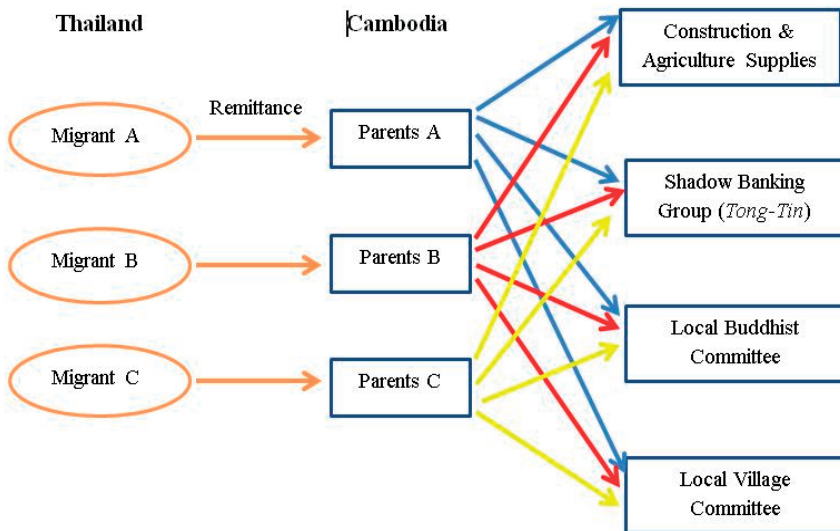 Thailand
Cambodia
Construction &
Agriculture Supplies
Remittance
Migrant A
Parents A
Shadow Banking
Group (Tong-Tin)
Migrant B
Parents B
Local Buddhist
Committee
Migrant C
Parents C
Local Village
Committee